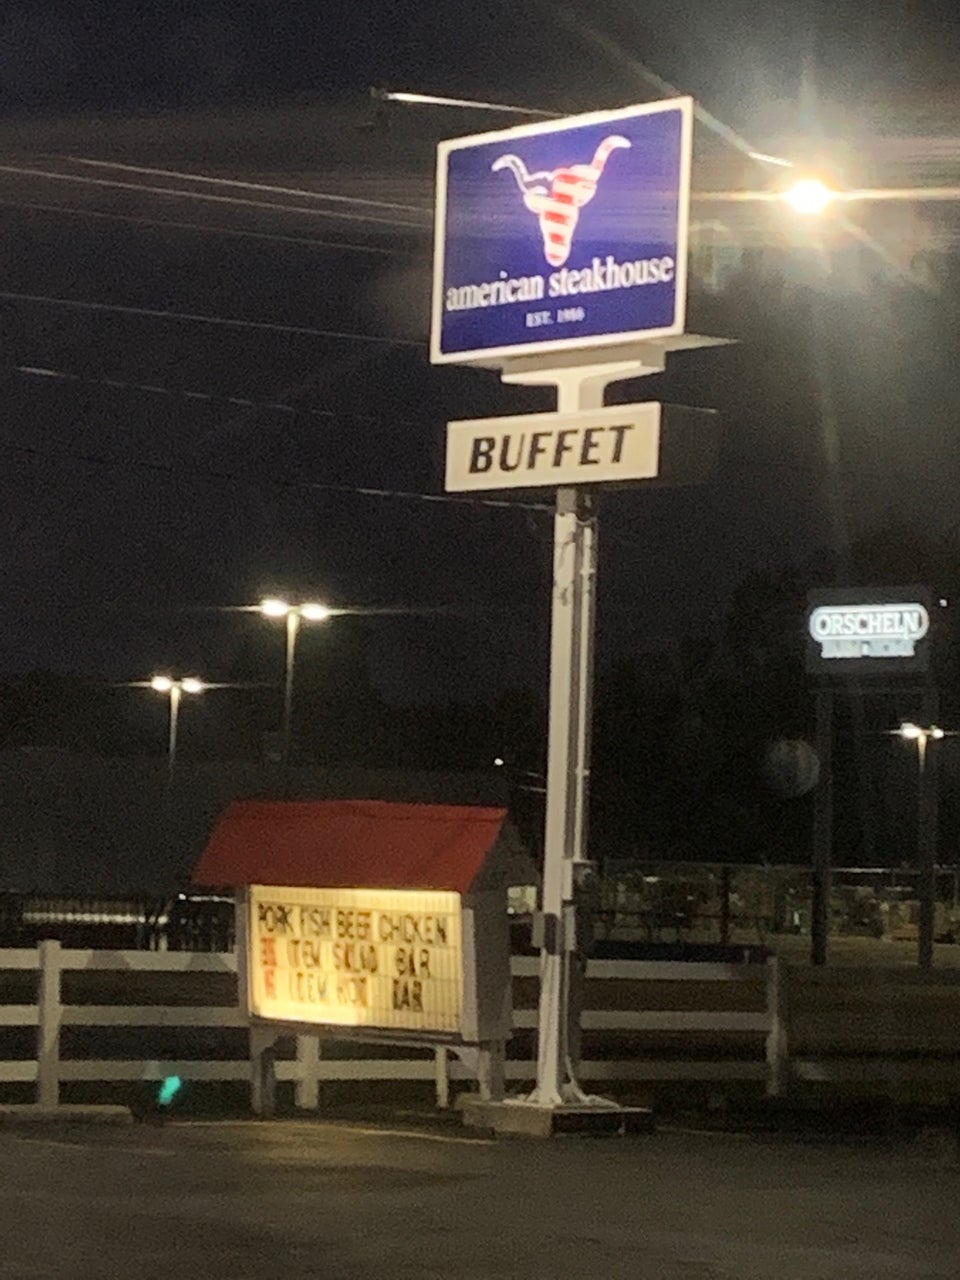 american steakhouse
EST. 1986
BUFFET
ORSCHELN
PORK FISH BEEF CHICKEN
ITEM SALAD BAR
ITEM HOT BAR